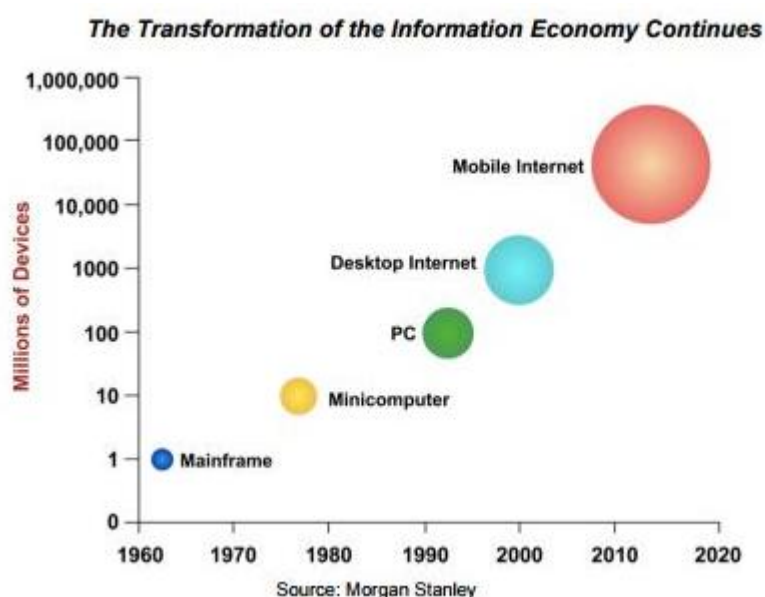 The Transformation of the Information Economy Continues
1,000,000
100,000
Mobile Internet
10,000
Desktop Internet
1000
PC
100
10
Minicomputer
1
Mainframe
0
Millions of Devices
1960 1970 1980 1990 2000 2010 2020
Source: Morgan Stanley